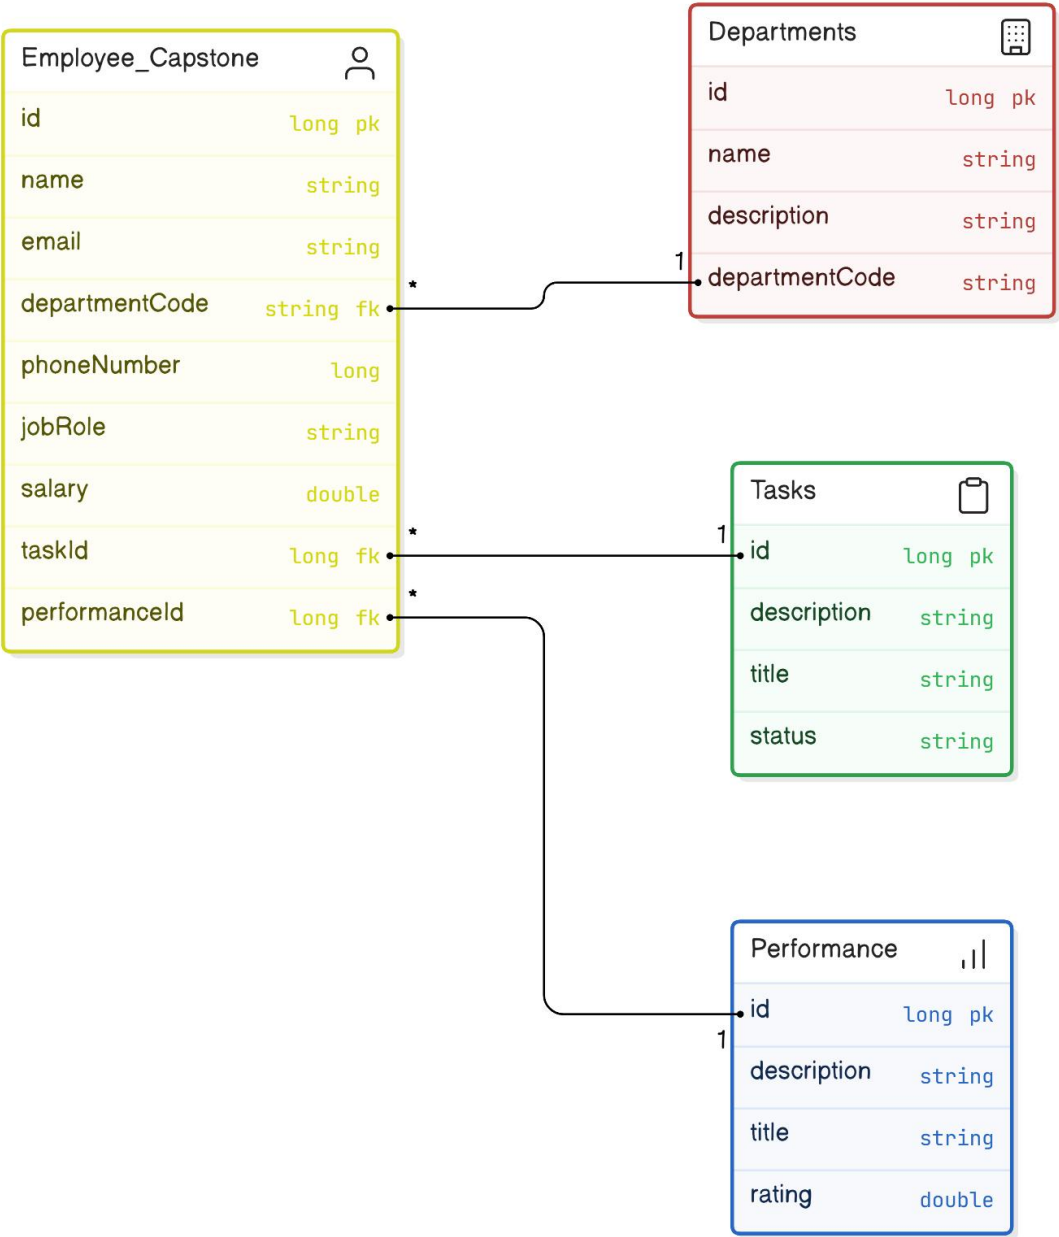 Employee_Capstone
id long pk
name string
email string
departmentCode string fk
phoneNumber long
jobRole string
salary double
taskId long fk
performanceId long fk
*
1
*
1
*
1
Departments
id long pk
name string
description string
departmentCode string
Tasks
id long pk
description string
title string
status string
Performance
id long pk
description string
title string
rating double